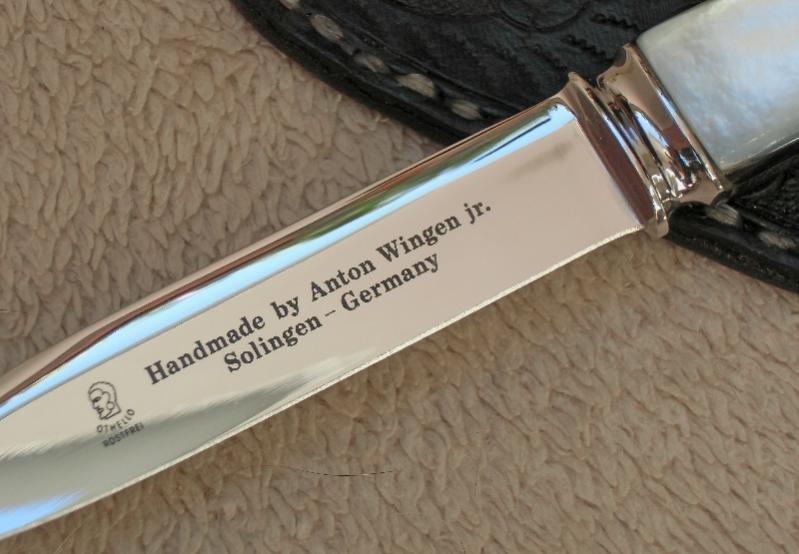 Handmade by Anton Wingen jr.
Solingen – Germany
OTHELLO
ROSTFREI